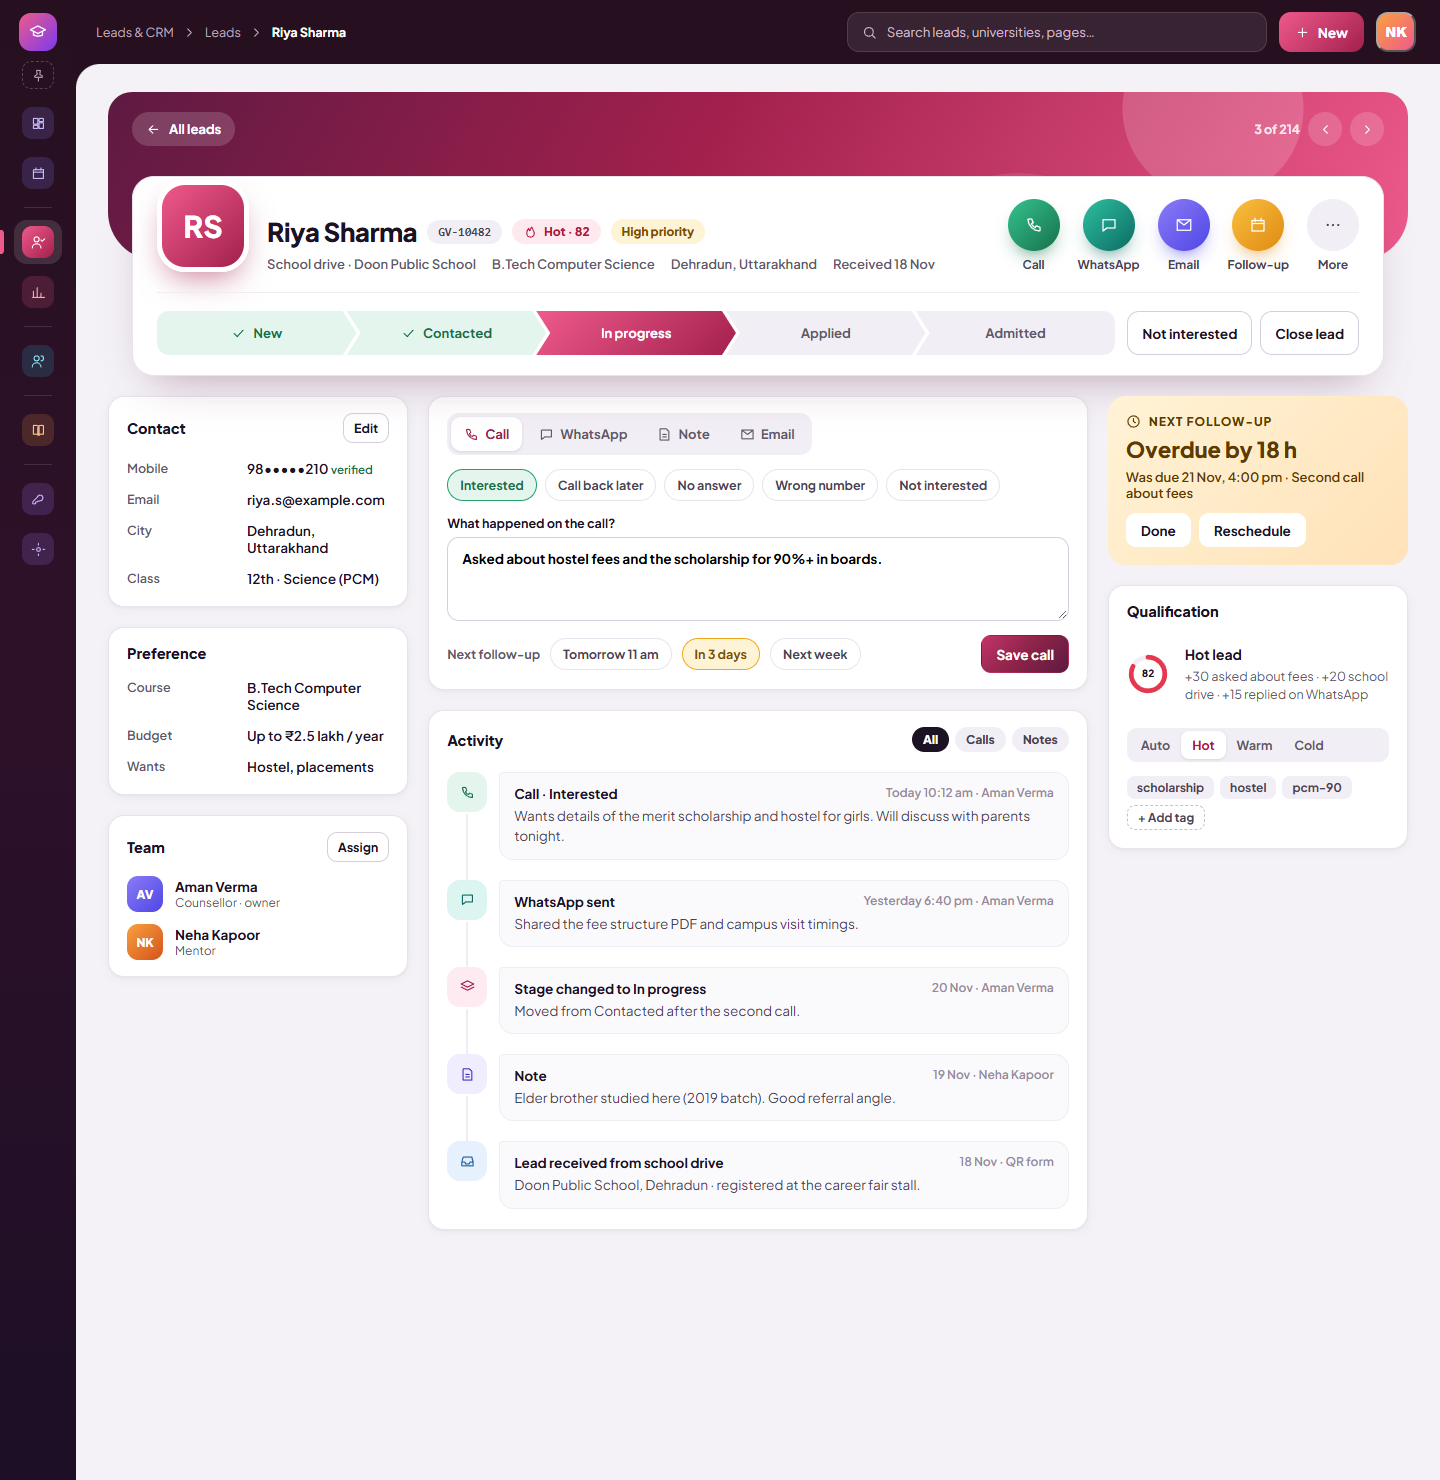 Leads & CRM > Leads > Riya Sharma
Search leads, universities, pages…
+ New
NK
← All leads
3 of 214
RS
Riya Sharma GV-10482 Hot · 82 High priority
School drive · Doon Public School B.Tech Computer Science Dehradun, Uttarakhand Received 18 Nov
Call WhatsApp Email Follow-up More
New Contacted In progress Applied Admitted Not interested Close lead
Contact Edit
Mobile 98●●●●●210 verified
Email riya.s@example.com
City Dehradun,
Uttarakhand
Class 12th · Science (PCM)
Preference
Course B.Tech Computer
Science
Budget Up to ₹2.5 lakh / year
Wants Hostel, placements
Team Assign
AV Aman Verma
Counsellor · owner
NK Neha Kapoor
Mentor
Call WhatsApp Note Email
Interested Call back later No answer Wrong number Not interested
What happened on the call?
Asked about hostel fees and the scholarship for 90%+ in boards.
Next follow-up Tomorrow 11 am In 3 days Next week Save call
Activity All Calls Notes
Call · Interested Today 10:12 am · Aman Verma
Wants details of the merit scholarship and hostel for girls. Will discuss with parents
tonight.
WhatsApp sent Yesterday 6:40 pm · Aman Verma
Shared the fee structure PDF and campus visit timings.
Stage changed to In progress 20 Nov · Aman Verma
Moved from Contacted after the second call.
Note 19 Nov · Neha Kapoor
Elder brother studied here (2019 batch). Good referral angle.
Lead received from school drive 18 Nov · QR form
Doon Public School, Dehradun · registered at the career fair stall.
NEXT FOLLOW-UP
Overdue by 18 h
Was due 21 Nov, 4:00 pm · Second call
about fees
Done Reschedule
Qualification
82 Hot lead
+30 asked about fees · +20 school
drive · +15 replied on WhatsApp
Auto Hot Warm Cold
scholarship hostel pcm-90
+ Add tag